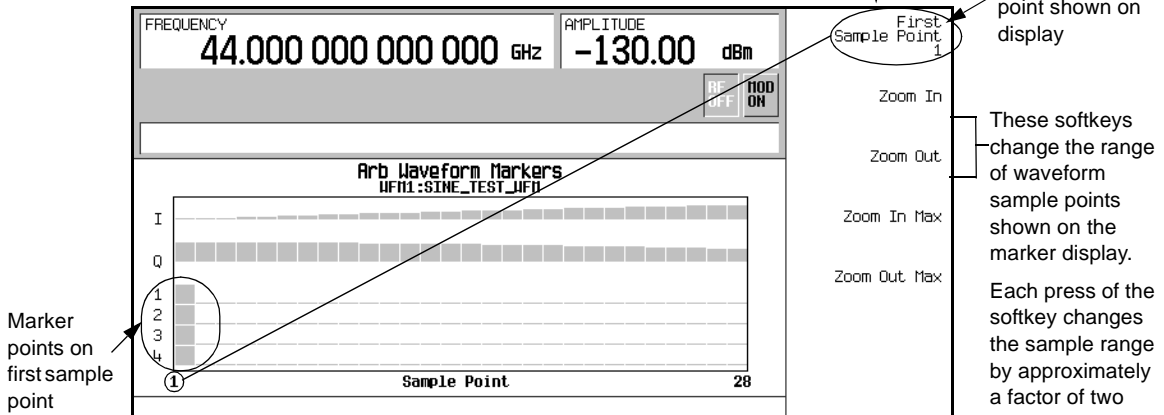 point shown on
display
FREQUENCY
44.000 000 000 000 GHz
AMPLITUDE
-130.00 dBm
RF
OFF
MOD
ON
First
Sample Point
1
Zoom In
Zoom Out
Zoom In Max
Zoom Out Max
These softkeys
change the range
of waveform
sample points
shown on the
marker display.
Each press of the
softkey changes
the sample range
by approximately
a factor of two
Arb Waveform Markers
WFM1:SINE_TEST_WFM
I
Q
1
2
3
4
1 Sample Point 28
Marker
points on
first sample
point